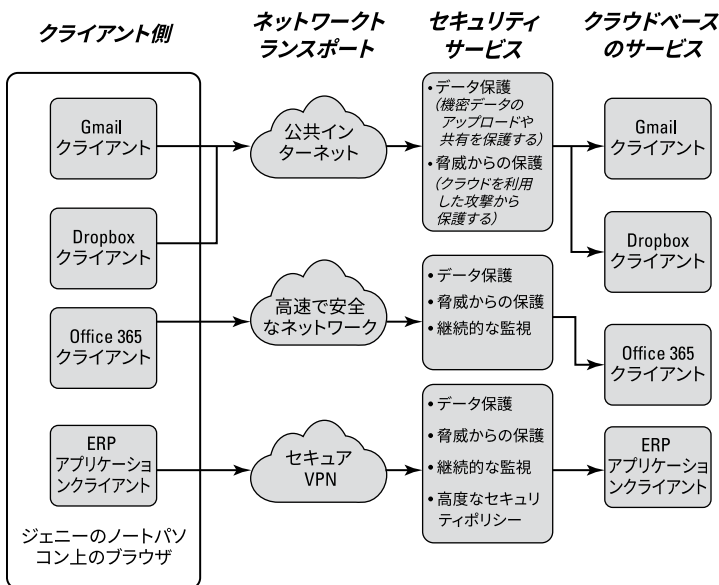 クライアント側
ネットワークト
ランスポート
セキュリティ
サービス
クラウドベース
のサービス
Gmail
クライアント
Dropbox
クライアント
Office 365
クライアント
ERP
アプリケーショ
ンクライアント
ジェニーのノートパソ
コン上のブラウザ
公共イン
ターネット
高速で安全
なネットワーク
セキュア
VPN
•データ保護
(機密データの
アップロードや
共有を保護する)
•脅威からの保護
(クラウドを利用
した攻撃から
保護する)
•データ保護
•脅威からの保護
•継続的な監視
•データ保護
•脅威からの保護
•継続的な監視
•高度なセキュリ
ティポリシー
Gmail
クライアント
Dropbox
クライアント
Office 365
クライアント
ERP
アプリケーショ
ンクライアント